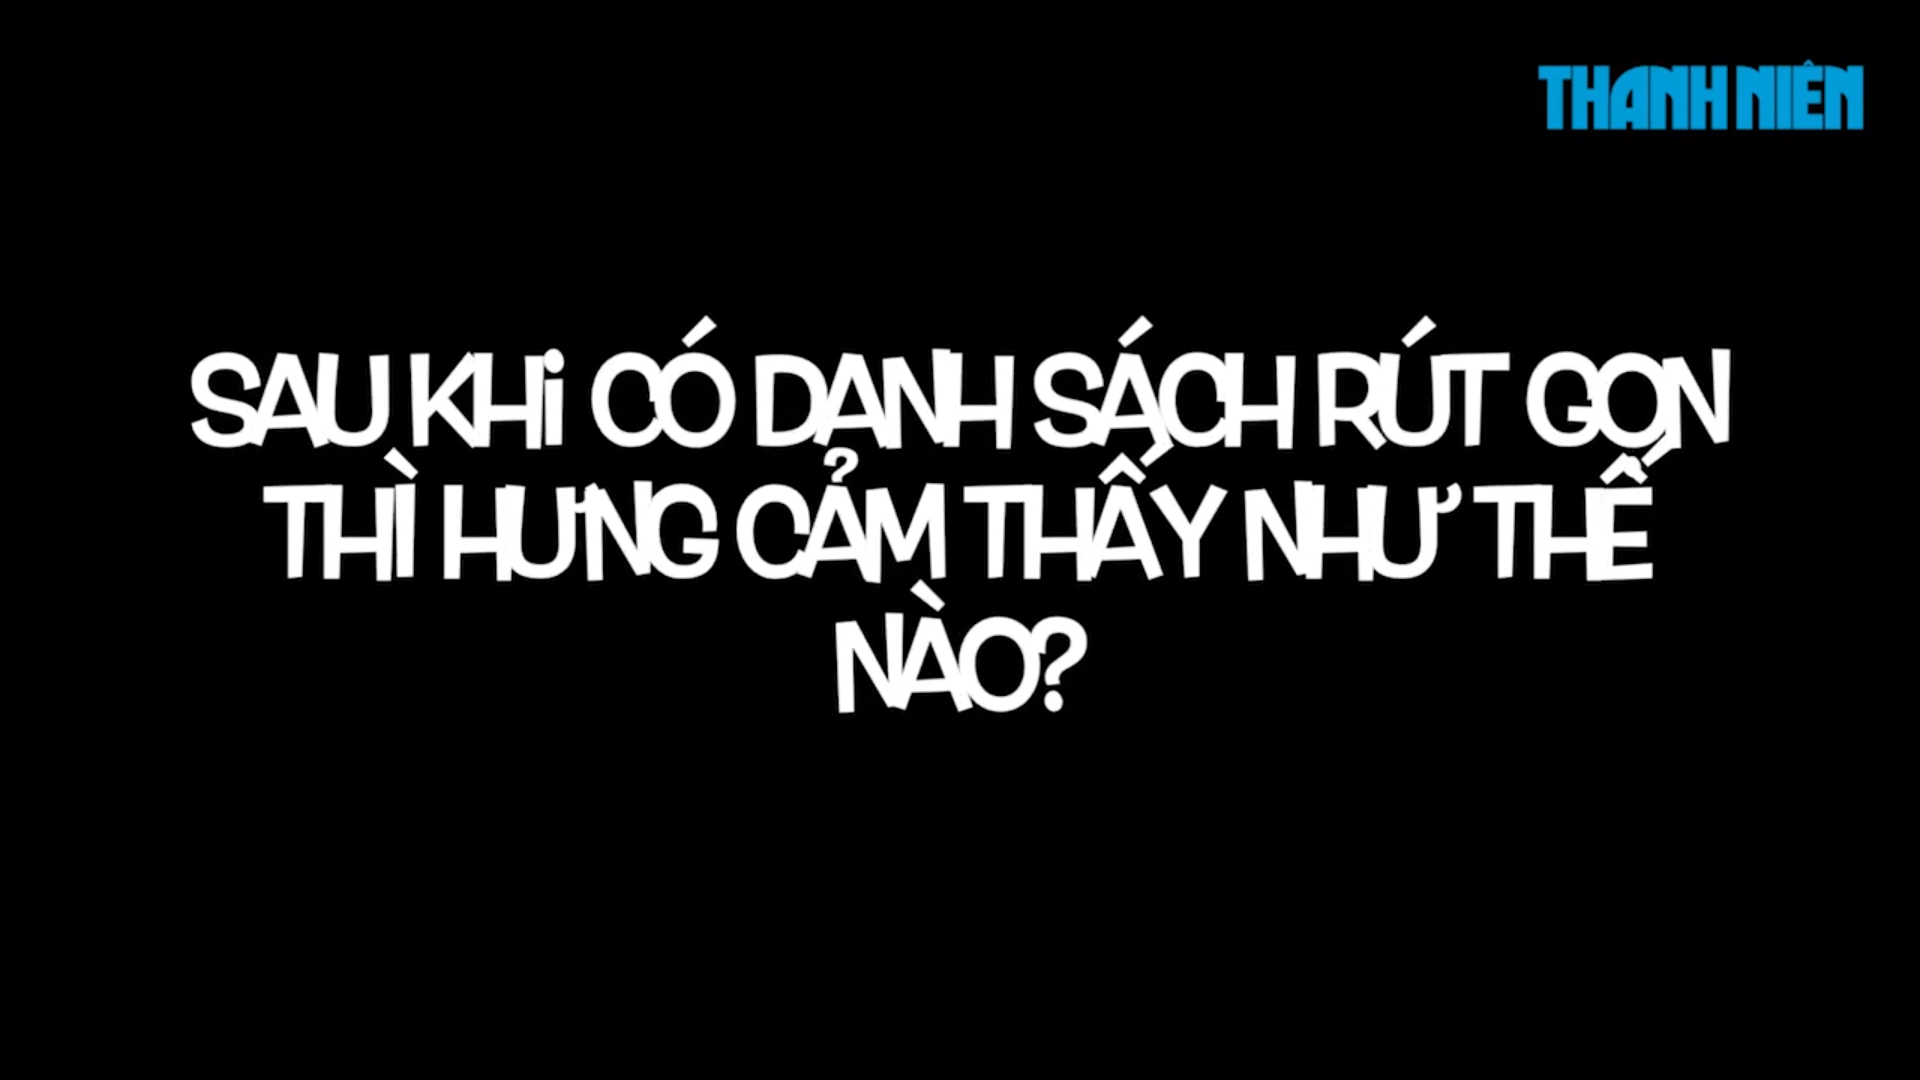 THANH NIÊN
SAU KHi CÓ DANH SÁCH RÚT GỌN
THÌ HƯNG CẢM THẤY NHƯ THẾ
NÀO?